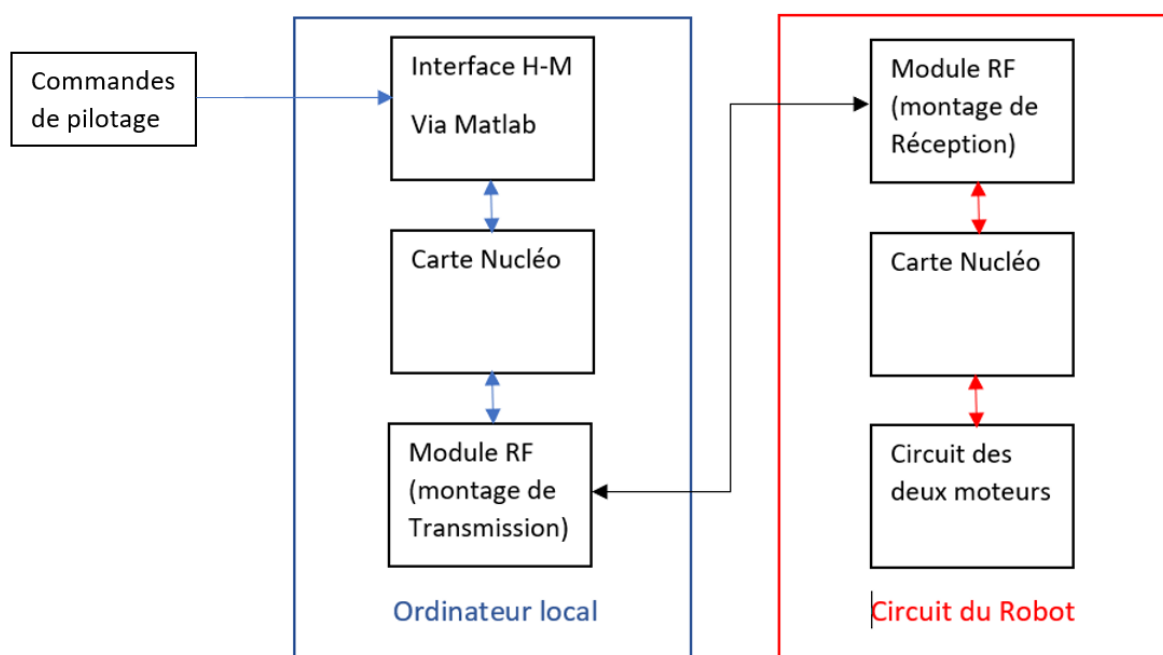 Commandes
de pilotage
Interface H-M
Via Matlab
Carte Nucléo
Module RF
(montage de
Transmission)
Ordinateur local
Module RF
(montage de
Réception)
Carte Nucléo
Circuit des
deux moteurs
Circuit du Robot